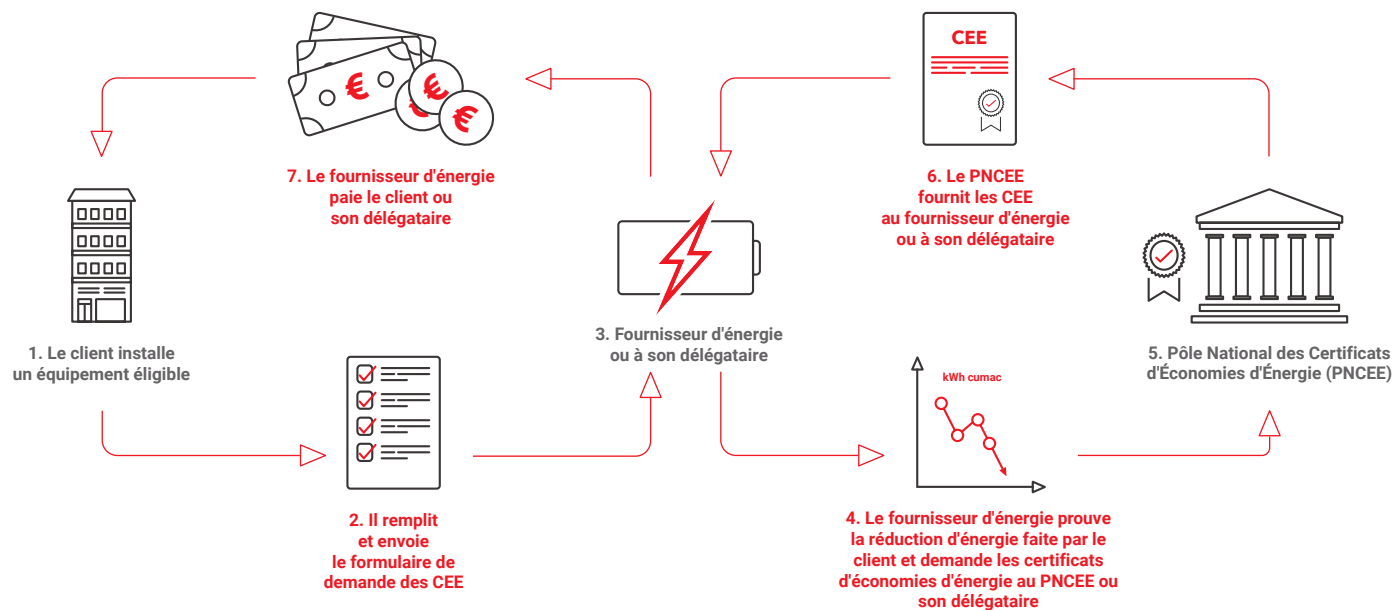 CEE
7. Le fournisseur d'énergie
paie le client ou
son délégataire
6. Le PNCEE
fournit les CEE
au fournisseur d'énergie
ou à son délégataire
1. Le client installe
un équipement éligible
3. Fournisseur d'énergie
ou à son délégataire
5. Pôle National des Certificats
d'Économies d'Énergie (PNCEE)
kWh cumac
2. Il remplit
et envoie
le formulaire de
demande des CEE
4. Le fournisseur d'énergie prouve
la réduction d'énergie faite par le
client et demande les certificats
d'économies d'énergie au PNCEE ou
son délégataire